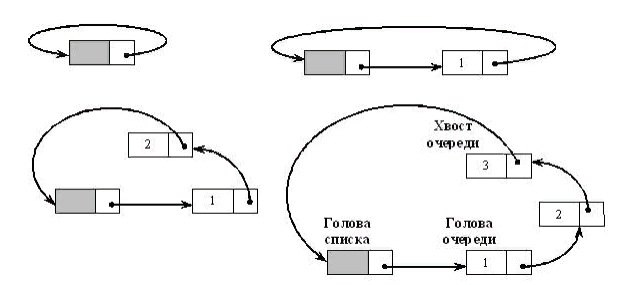 1
2
1
Хвост
очереди
3
2
Голова
списка
Голова
очереди
1